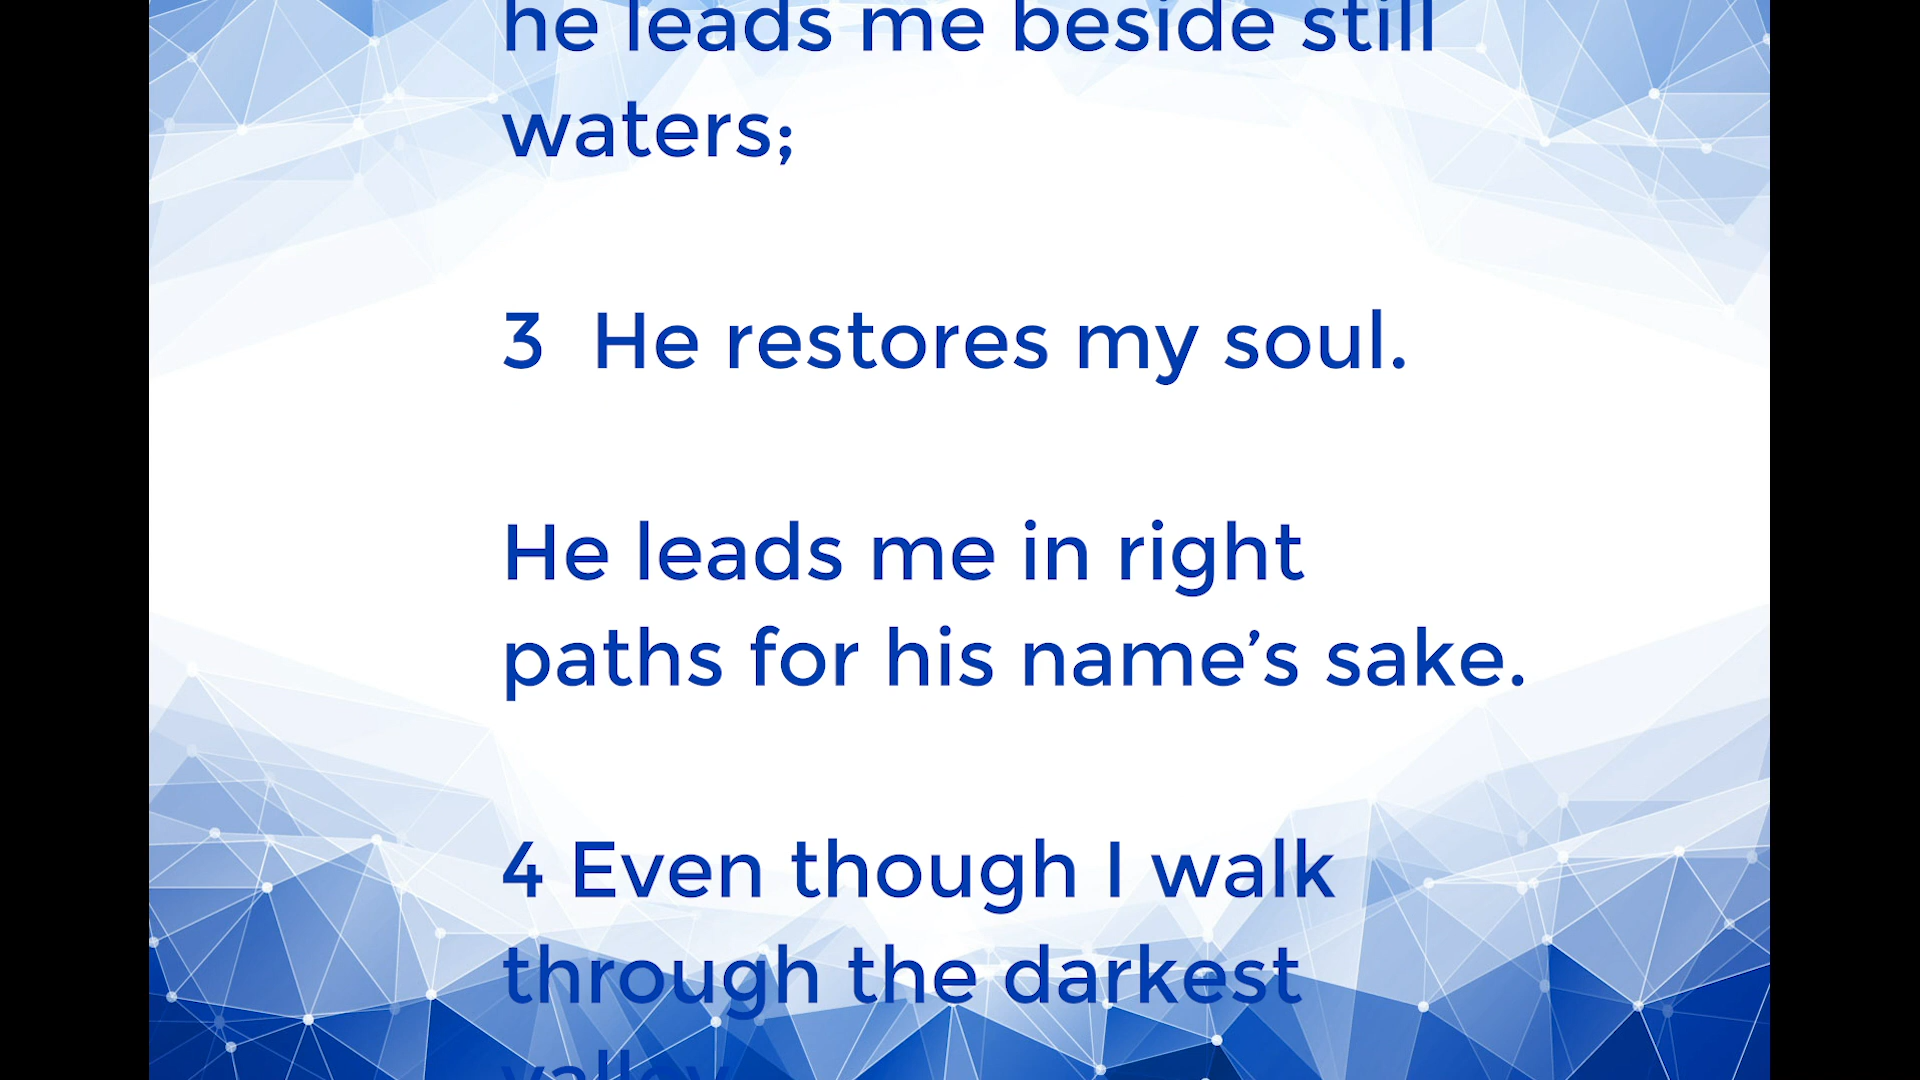 he leads me beside still
waters;
3 He restores my soul.
He leads me in right
paths for his name’s sake.
4 Even though I walk
through the darkest
valley